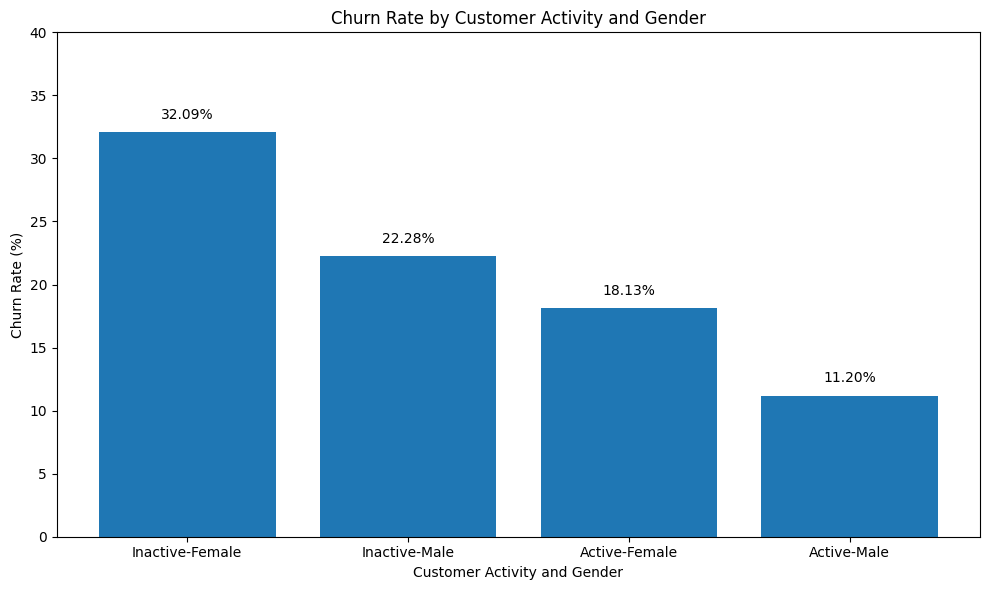 Churn Rate by Customer Activity and Gender
Churn Rate (%)
40
35
30
25
20
15
10
5
0
32.09%
22.28%
18.13%
11.20%
Inactive-Female
Inactive-Male
Active-Female
Active-Male
Customer Activity and Gender